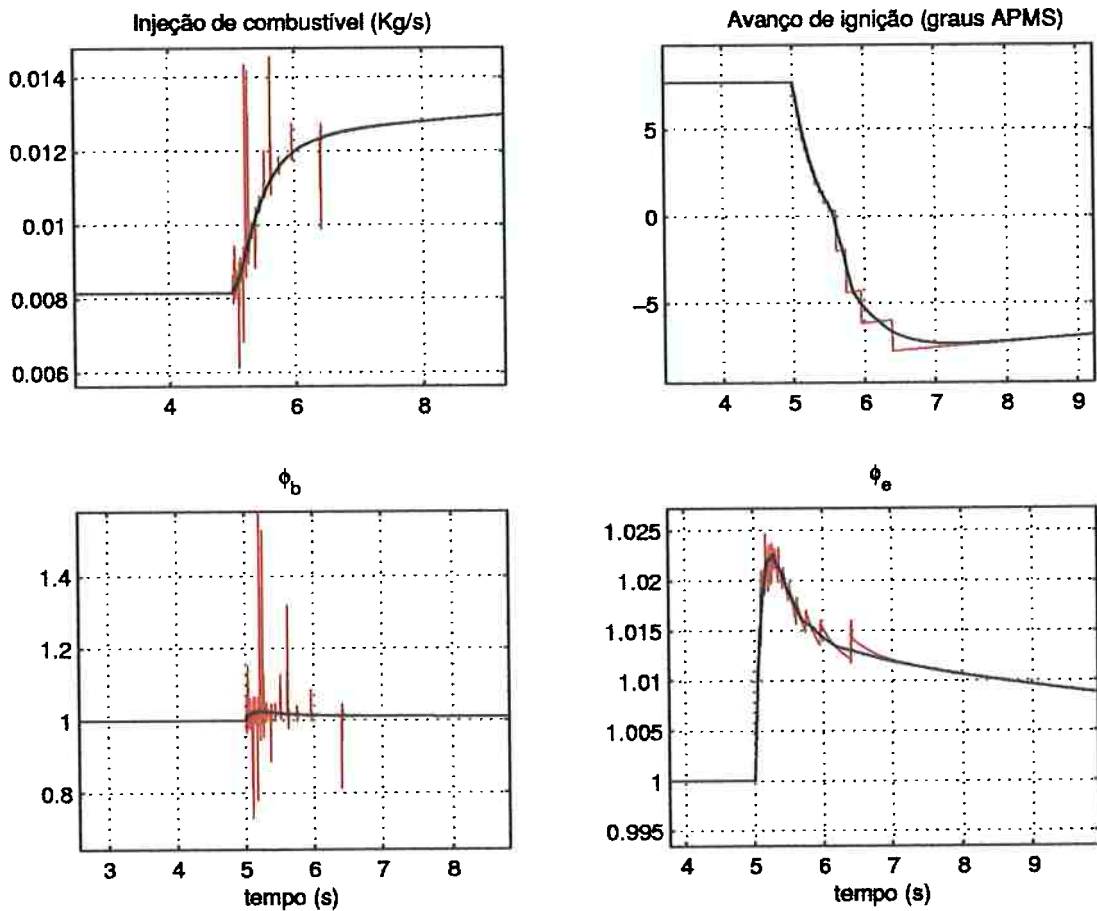 Injeção de combustível (Kg/s)
0.014
0.012
0.01
0.008
0.006
4 6 8
Avanço de ignição (graus APMS)
5
0
−5
4 5 6 7 8 9
ϕb
1.4
1.2
1
0.8
3 4 5 6 7 8
tempo (s)
ϕe
1.025
1.02
1.015
1.01
1.005
1
0.995
4 5 6 7 8 9
tempo (s)